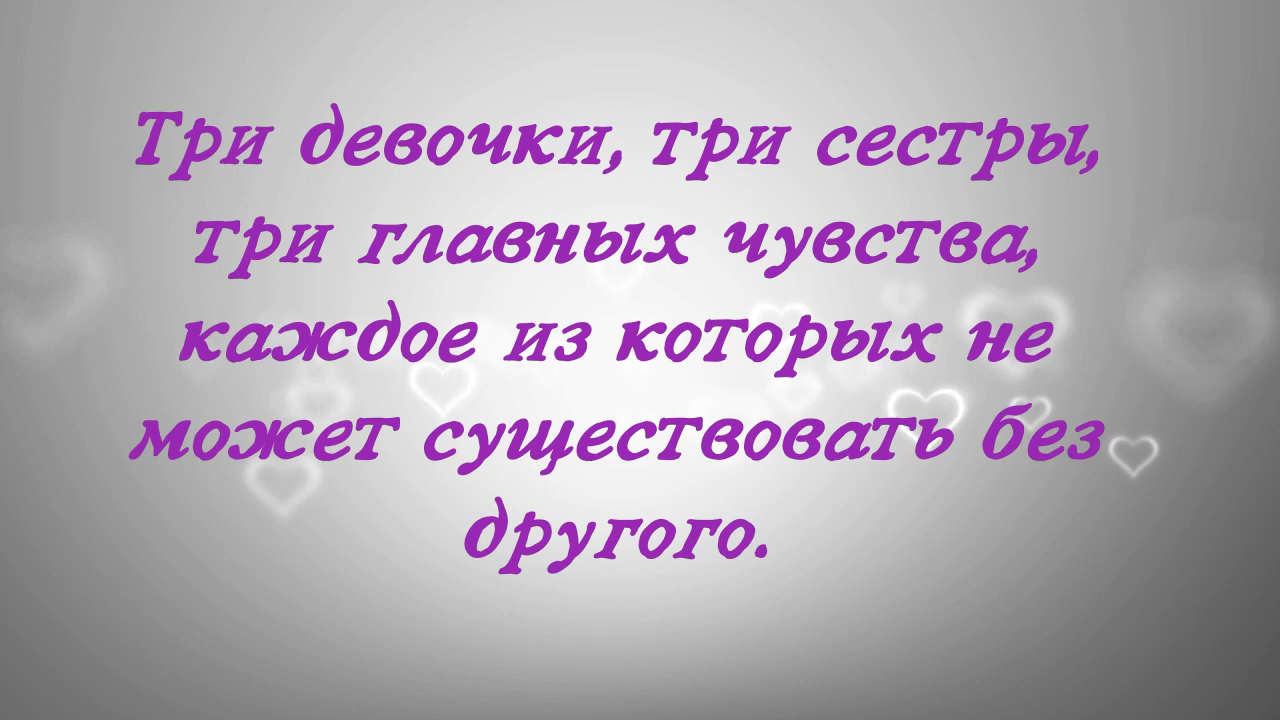 Три девочки, три сестры,
три главных чувства,
каждое из которых не
может существовать без
другого.